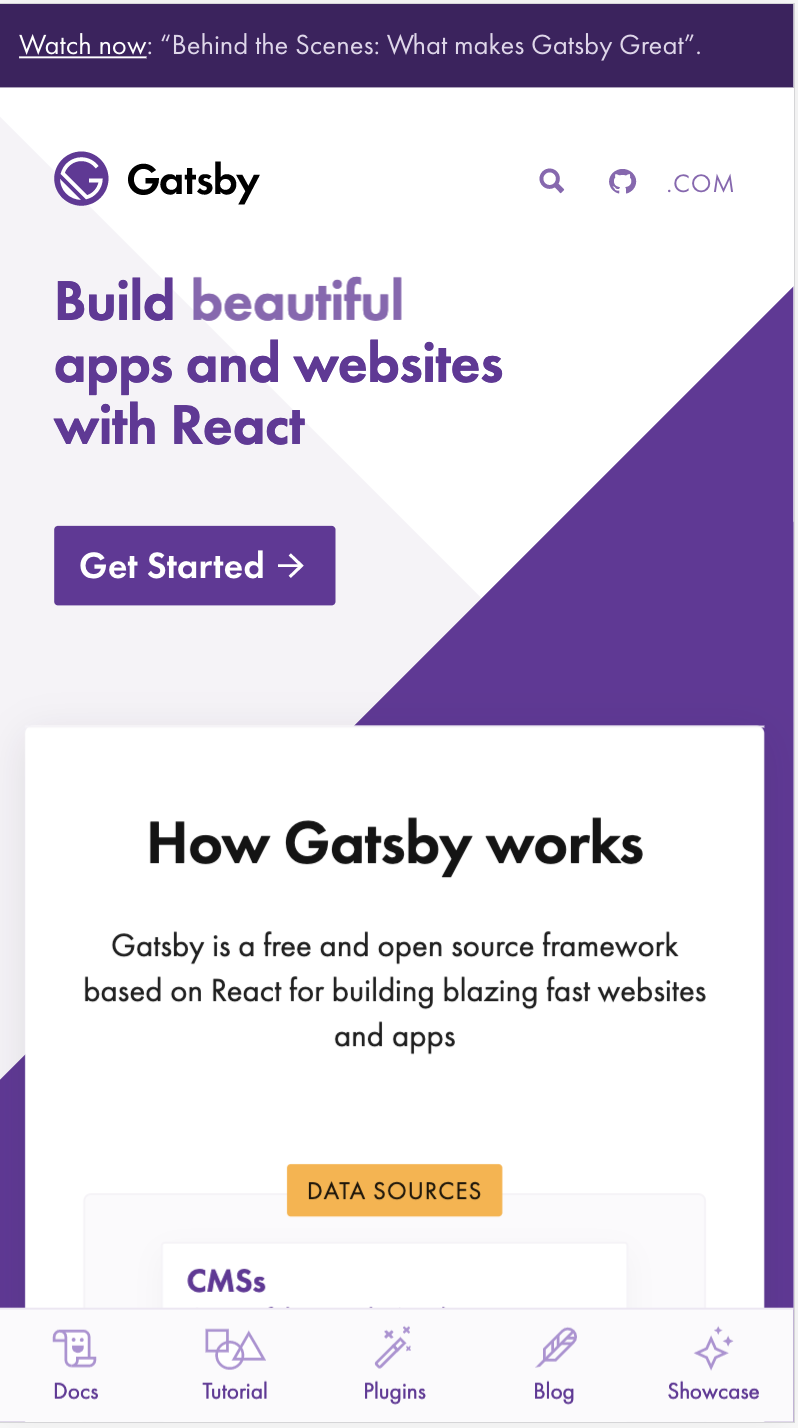 Watch now: “Behind the Scenes: What makes Gatsby Great”.
Gatsby
.COM
Build beautiful
apps and websites
with React
Get Started →
How Gatsby works
Gatsby is a free and open source framework
based on React for building blazing fast websites
and apps
DATA SOURCES
CMSs
Docs
Tutorial
Plugins
Blog
Showcase